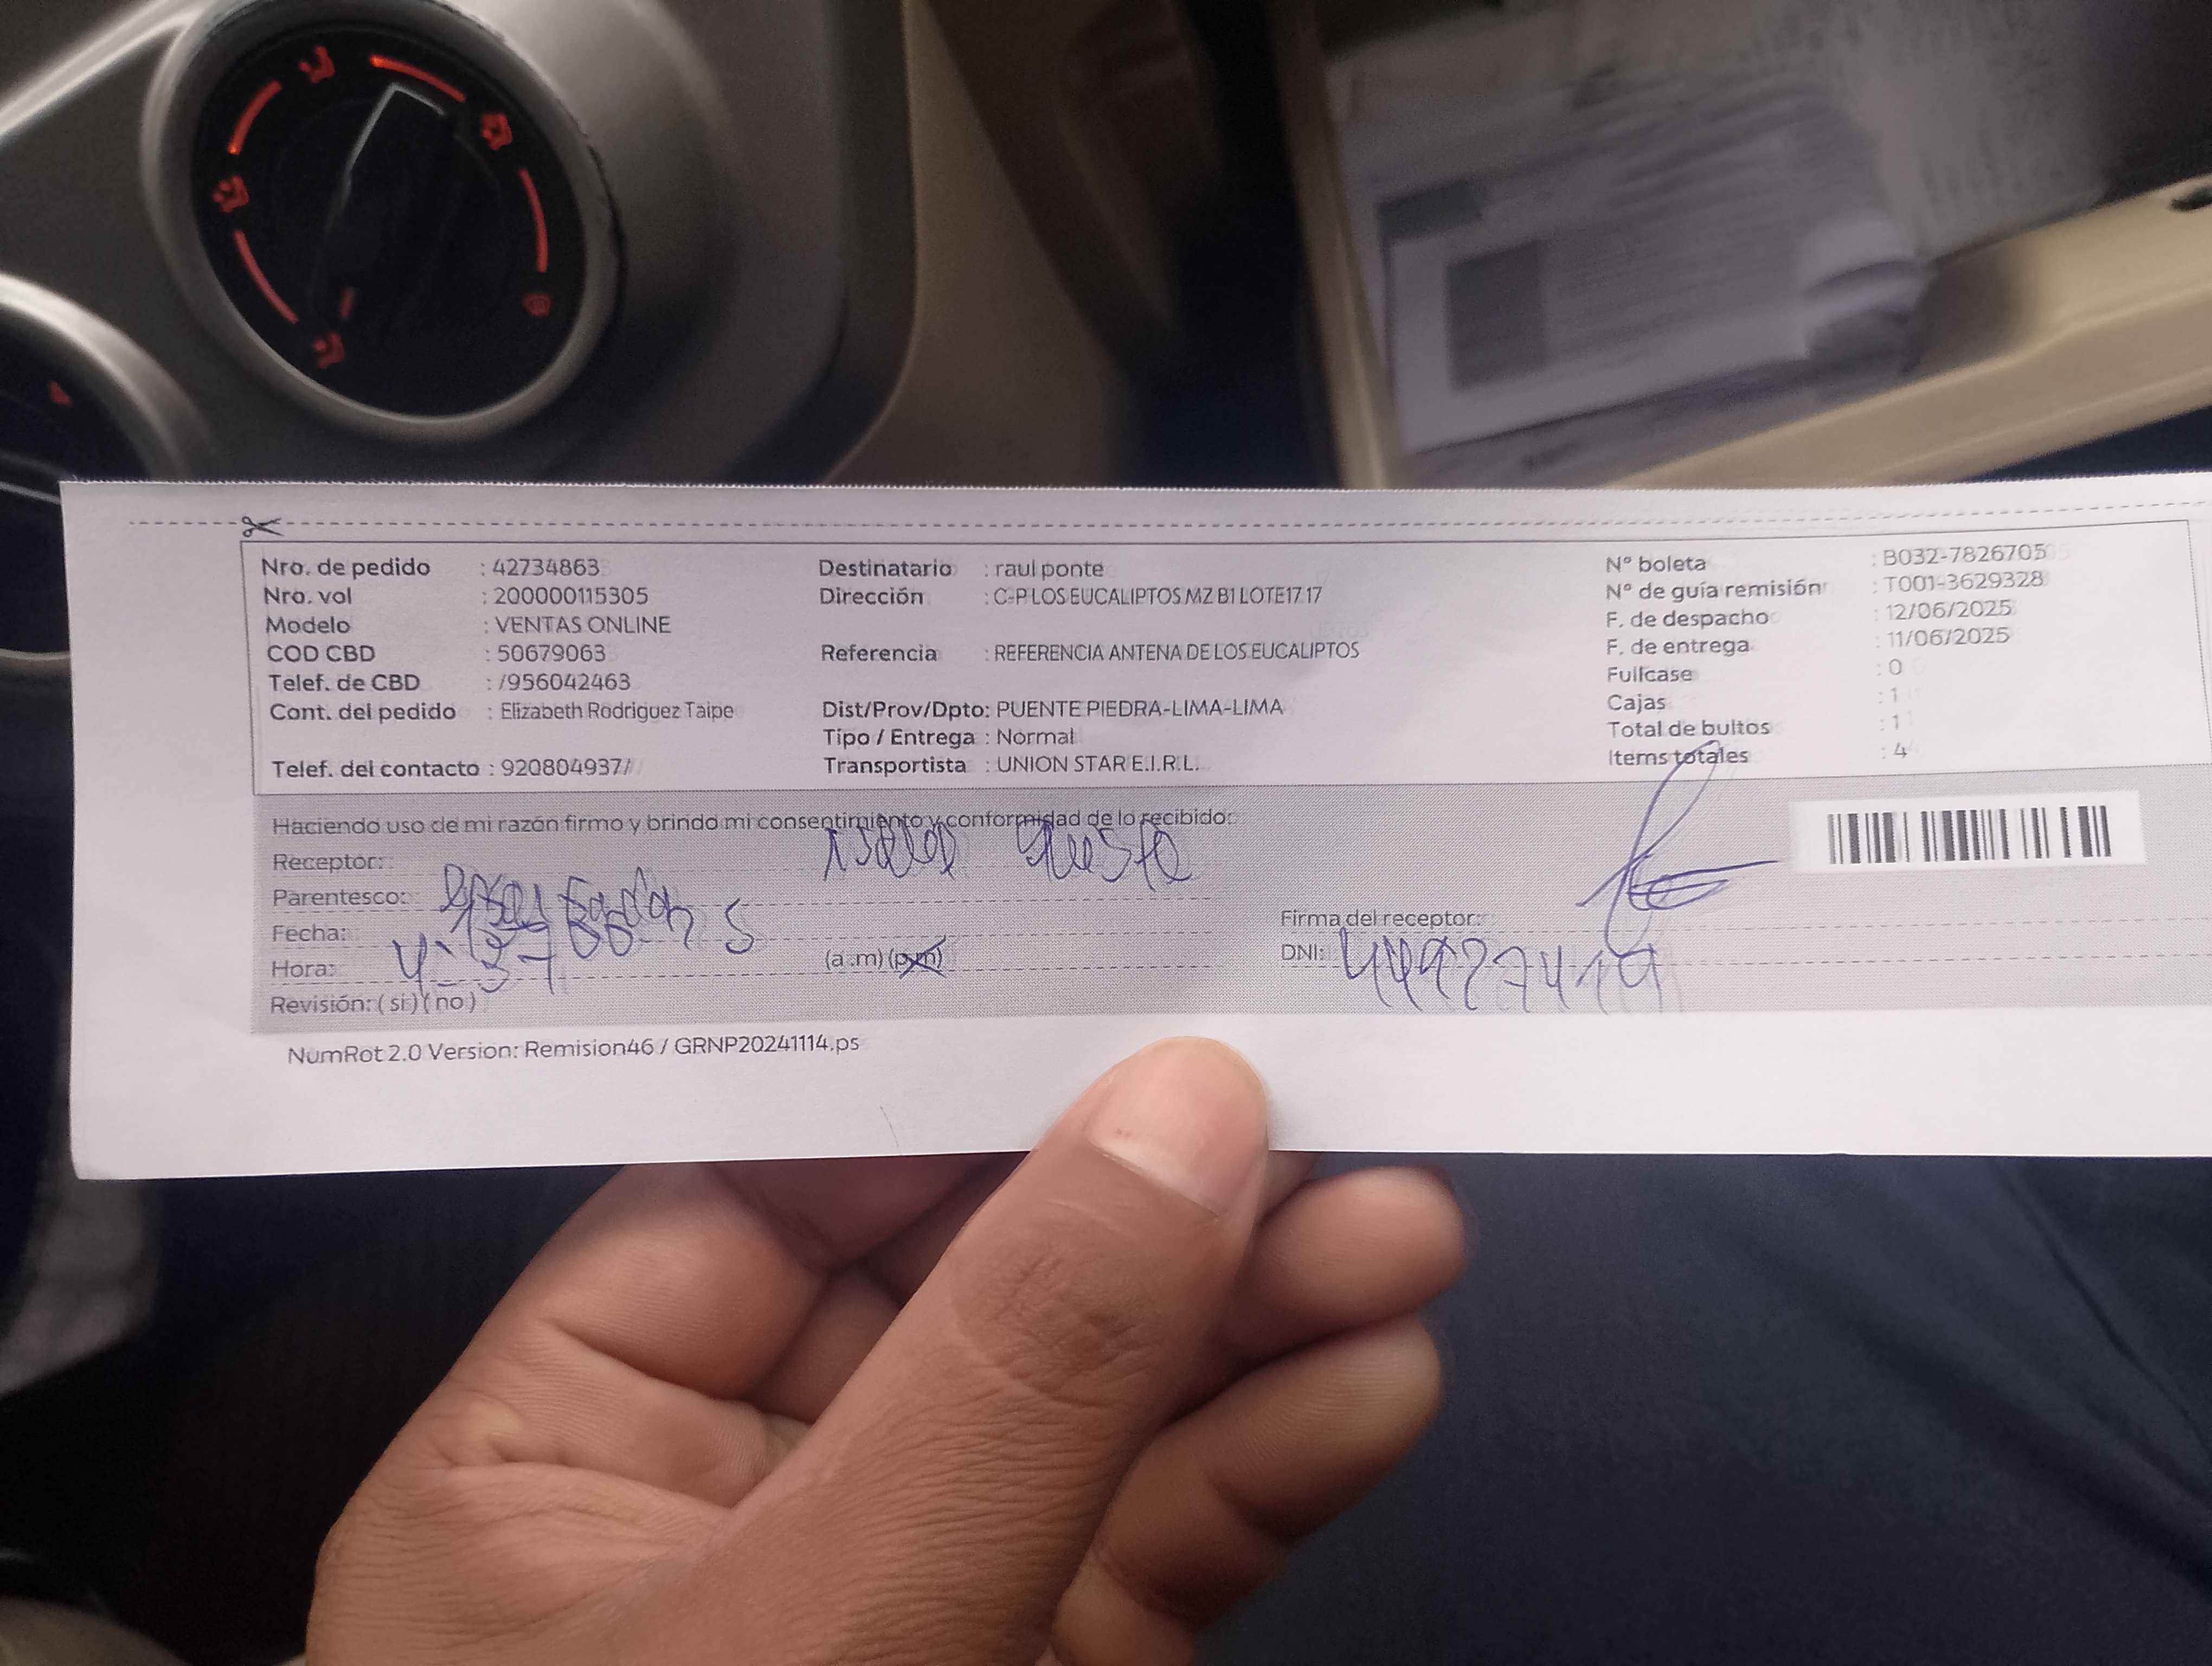 Nro. de pedido : 42734863
Nro. vol : 200000115305
Modelo : VENTAS ONLINE
COD CBD : 50679063
Telef. de CBD : /956042463
Cont. del pedido : Elizabeth Rodriguez Taipe
Telef. del contacto : 920804937/
Destinatario : raul ponte
Dirección : C-P LOS EUCALIPTOS MZ B1 LOTE17 17
Referencia : REFERENCIA ANTENA DE LOS EUCALIPTOS
Dist/Prov/Dpto: PUENTE PIEDRA-LIMA-LIMA
Tipo / Entrega : Normal
Transportista : UNION STAR E.I.R.L.
N° boleta : B032-7826705
N° de guía remisión : T001-3629328
F. de despacho : 12/06/2025
F. de entrega : 11/06/2025
Fullcase : 0
Cajas : 1
Total de bultos : 1
Items totales : 4
Haciendo uso de mi razón firmo y brindo mi consentimiento y conformidad de lo recibido:
Receptor:
Parentesco:
Fecha:
Hora: 4:37 (a.m) (p.m)
Revisión: ( si ) ( no )
Firma del receptor:
DNI:
NumRot 2.0 Version: Remision46 / GRNP20241114.ps